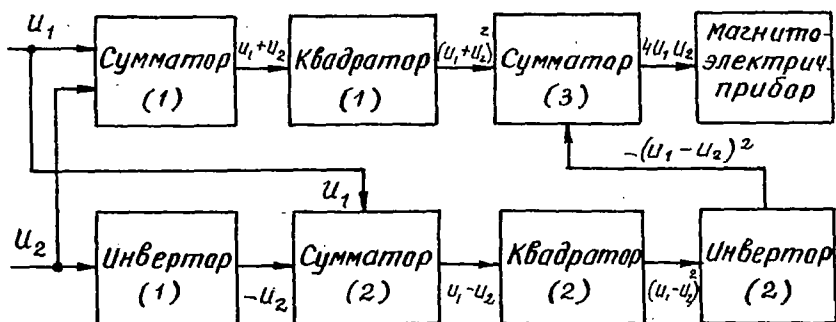 U₁
Сумматор
(1)
U₁+U₂
Квадратор
(1)
(U₁+U₂)²
Сумматор
(3)
4U₁U₂
магнито-
электрич.
прибор
-(U₁-U₂)²
U₁
U₂
Инвертор
(1)
-U₂
Сумматор
(2)
U₁-U₂
Квадратор
(2)
(U₁-U₂)²
Инвертор
(2)